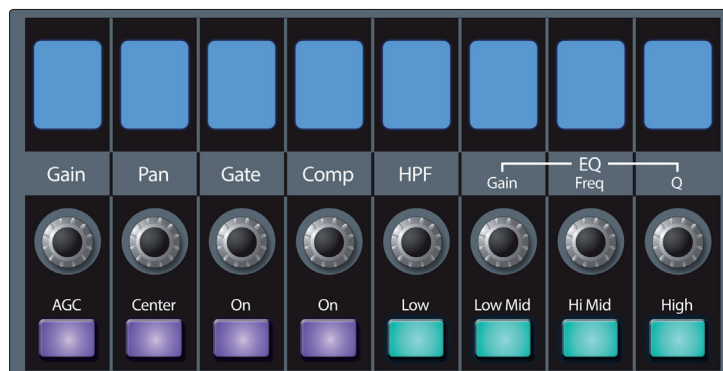 Gain Pan Gate Comp HPF EQ
Gain Freq Q
AGC Center On On Low Low Mid Hi Mid High